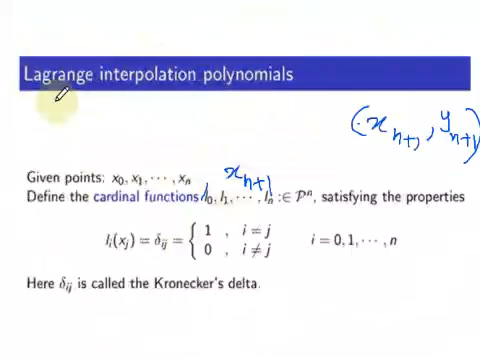 Lagrange interpolation polynomials
(x_{n+1}, y_{n+1})
x_{n+1}
Given points: x_0, x_1, ⋯, x_n
Define the cardinal functions l_0, l_1, ⋯, l_n :∈ 𝒫^n, satisfying the properties
l_i(x_j) = δ_{ij} = { 1 , i = j
0 , i ≠ j i = 0, 1, ⋯, n
Here δ_{ij} is called the Kronecker's delta.